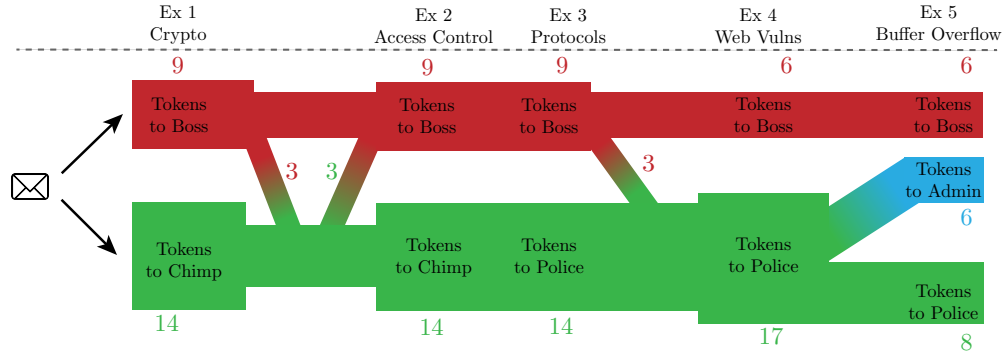 Ex 1
Crypto
Ex 2
Access Control
Ex 3
Protocols
Ex 4
Web Vulns
Ex 5
Buffer Overflow
9
9
9
6
6
Tokens
to Boss
Tokens
to Boss
Tokens
to Boss
Tokens
to Boss
Tokens
to Boss
3
3
3
Tokens
to Admin
6
Tokens
to Chimp
Tokens
to Chimp
Tokens
to Police
Tokens
to Police
Tokens
to Police
14
14
14
17
8